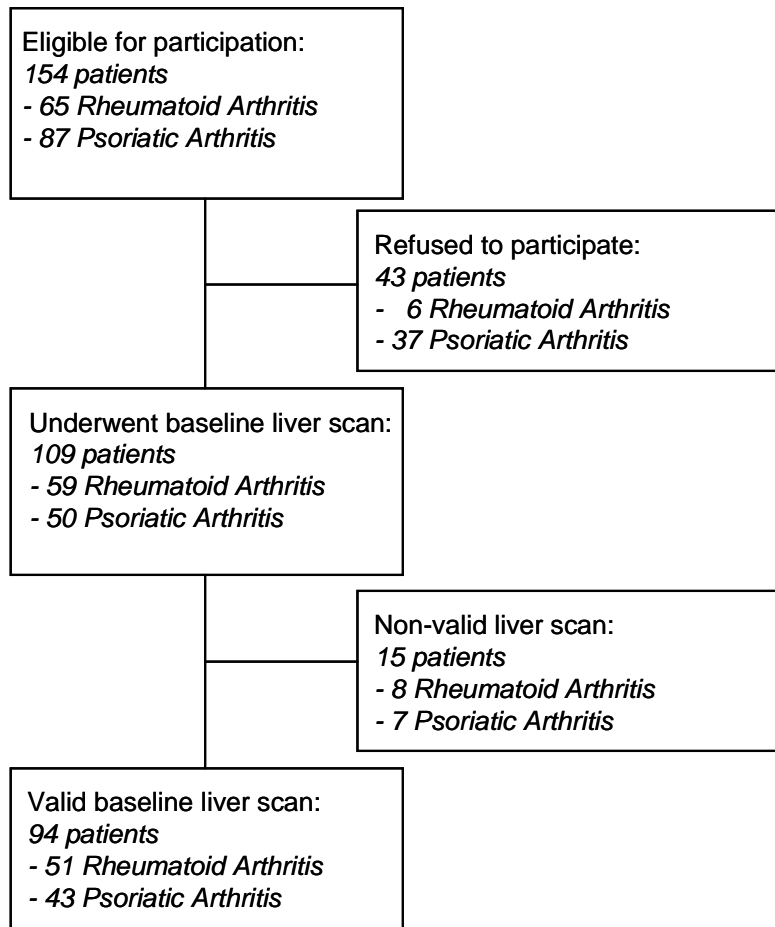 Eligible for participation:
154 patients
- 65 Rheumatoid Arthritis
- 87 Psoriatic Arthritis
Refused to participate:
43 patients
-   6 Rheumatoid Arthritis
- 37 Psoriatic Arthritis
Underwent baseline liver scan:
109 patients
- 59 Rheumatoid Arthritis
- 50 Psoriatic Arthritis
Non-valid liver scan:
15 patients
- 8 Rheumatoid Arthritis
- 7 Psoriatic Arthritis
Valid baseline liver scan:
94 patients
- 51 Rheumatoid Arthritis
- 43 Psoriatic Arthritis